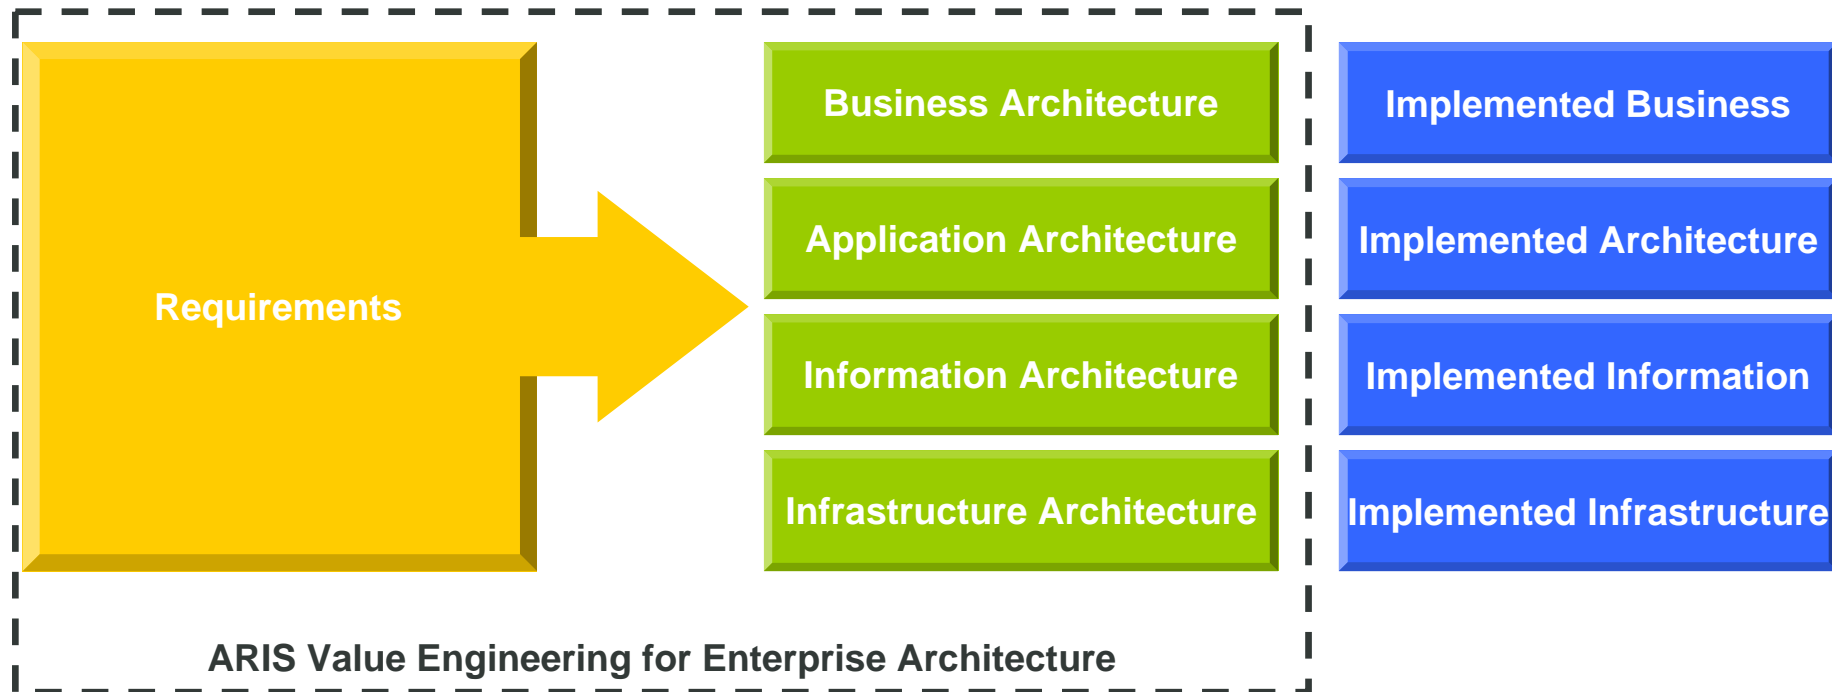 Business Architecture
Implemented Business
Application Architecture
Implemented Architecture
Requirements
Information Architecture
Implemented Information
Infrastructure Architecture
Implemented Infrastructure
ARIS Value Engineering for Enterprise Architecture